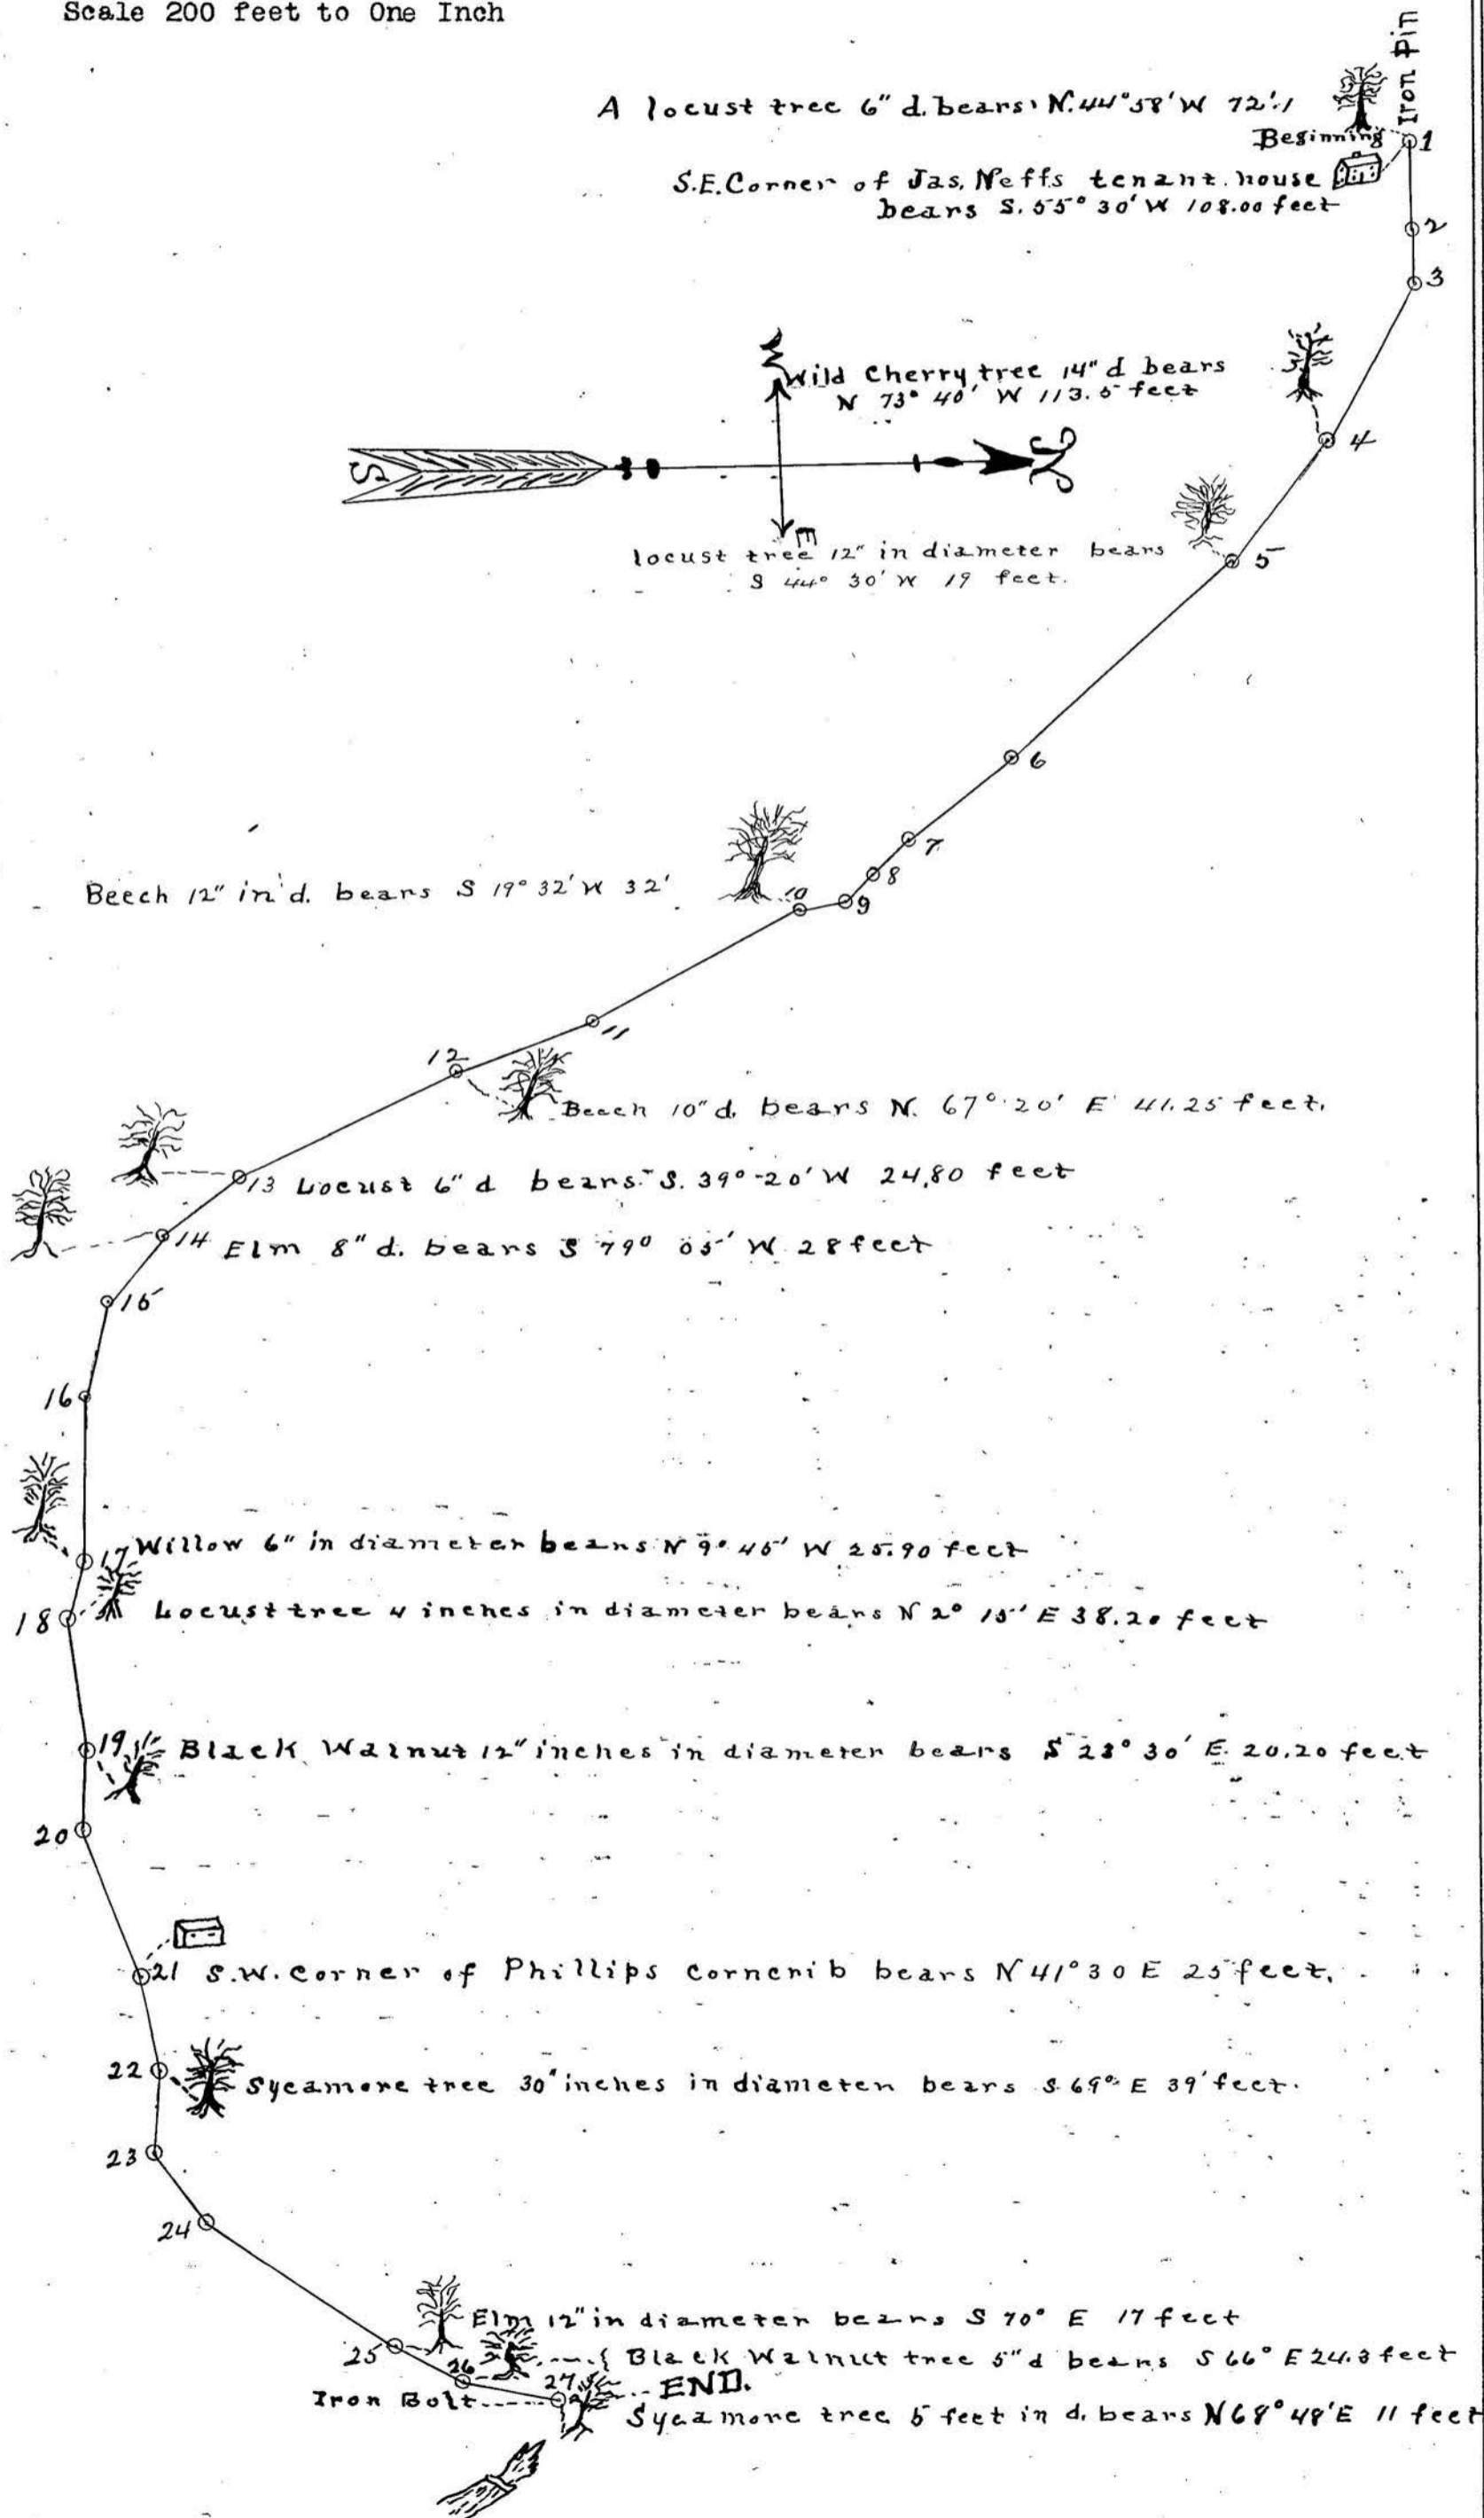 Scale 200 feet to One Inch
Iron Pin
A locust tree 6" d. bears N. 44° 58' W 72'.1
Beginning
1
S.E. Corner of Jas. Neffs tenant house
bears S. 55° 30' W 108.00 feet
2
3
W
Wild Cherry tree 14" d bears
N 73° 40' W 113.5 feet
4
S
E
locust tree 12" in diameter bears
S 44° 30' W 19 feet.
5
6
7
8
Beech 12" in d. bears S 19° 32' W 32'
10
9
11
12
Beech 10" d. bears N. 67° 20' E 41.25 feet.
13 Locust 6" d bears S. 39°-20' W 24.80 feet
14 Elm 8" d. bears S 79° 05' W 28 feet
15
16
17 Willow 6" in diameter bears N 9° 45' W 25.90 feet
18 Locust tree 4 inches in diameter bears N 2° 15' E 38.20 feet
19 Black Walnut 12" inches in diameter bears S 23° 30' E. 20.20 feet
20
21 S.W. Corner of Phillips Corncrib bears N 41° 30 E 25 feet.
22 Sycamore tree 30" inches in diameter bears S. 69° E 39' feet.
23
24
Elm 12" in diameter bears S 70° E 17 feet
25
26 { Black Walnut tree 5" d bears S 66° E 24.3 feet
27 END.
Iron Bolt
Sycamore tree 5 feet in d. bears N 68° 48' E 11 feet